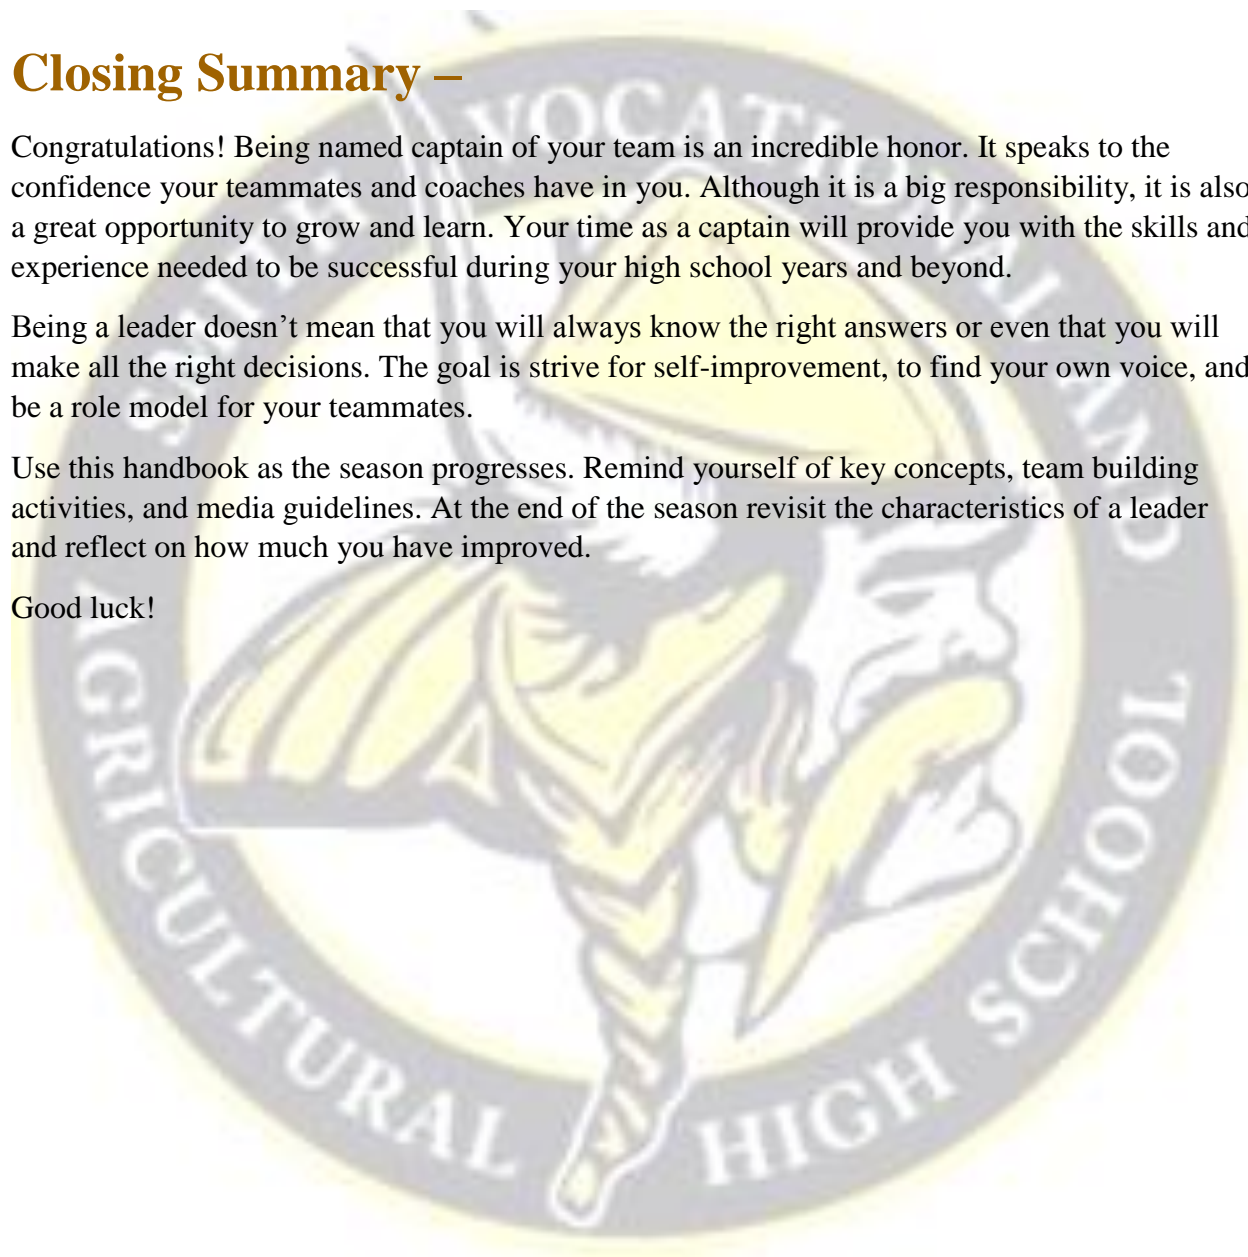 Closing Summary –
Congratulations! Being named captain of your team is an incredible honor. It speaks to the
confidence your teammates and coaches have in you. Although it is a big responsibility, it is also
a great opportunity to grow and learn. Your time as a captain will provide you with the skills and
experience needed to be successful during your high school years and beyond.
Being a leader doesn’t mean that you will always know the right answers or even that you will
make all the right decisions. The goal is strive for self-improvement, to find your own voice, and
be a role model for your teammates.
Use this handbook as the season progresses. Remind yourself of key concepts, team building
activities, and media guidelines. At the end of the season revisit the characteristics of a leader
and reflect on how much you have improved.
Good luck!
VOCATIONAL AND
AGRICULTURAL HIGH SCHOOL